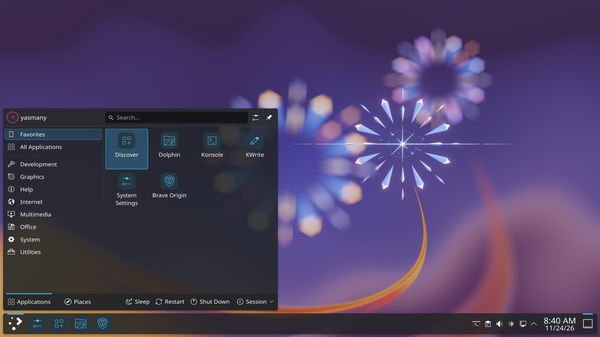 yasmany
Search...
Favorites
All Applications
Development
Graphics
Help
Internet
Multimedia
Office
System
Utilities
Discover
Dolphin
Konsole
KWrite
System
Settings
Brave Origin
Applications
Places
Sleep
Restart
Shut Down
Session
8:40 AM
11/24/26